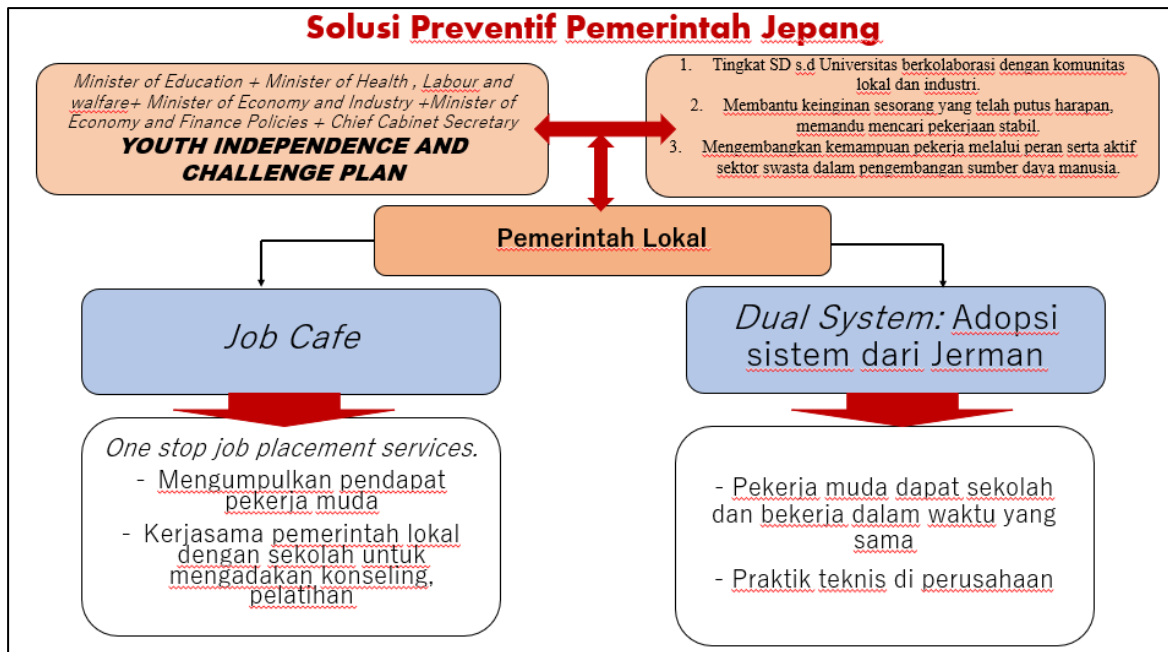 Solusi Preventif Pemerintah Jepang
Minister of Education + Minister of Health , Labour and
walfare+ Minister of Economy and Industry +Minister of
Economy and Finance Policies + Chief Cabinet Secretary
YOUTH INDEPENDENCE AND
CHALLENGE PLAN
1. Tingkat SD s.d Universitas berkolaborasi dengan komunitas
lokal dan industri.
2. Membantu keinginan sesorang yang telah putus harapan,
memandu mencari pekerjaan stabil.
3. Mengembangkan kemampuan pekerja melalui peran serta aktif
sektor swasta dalam pengembangan sumber daya manusia.
Pemerintah Lokal
Job Cafe
One stop job placement services.
- Mengumpulkan pendapat
pekerja muda
- Kerjasama pemerintah lokal
dengan sekolah untuk
mengadakan konseling,
pelatihan
Dual System: Adopsi
sistem dari Jerman
- Pekerja muda dapat sekolah
dan bekerja dalam waktu yang
sama
- Praktik teknis di perusahaan